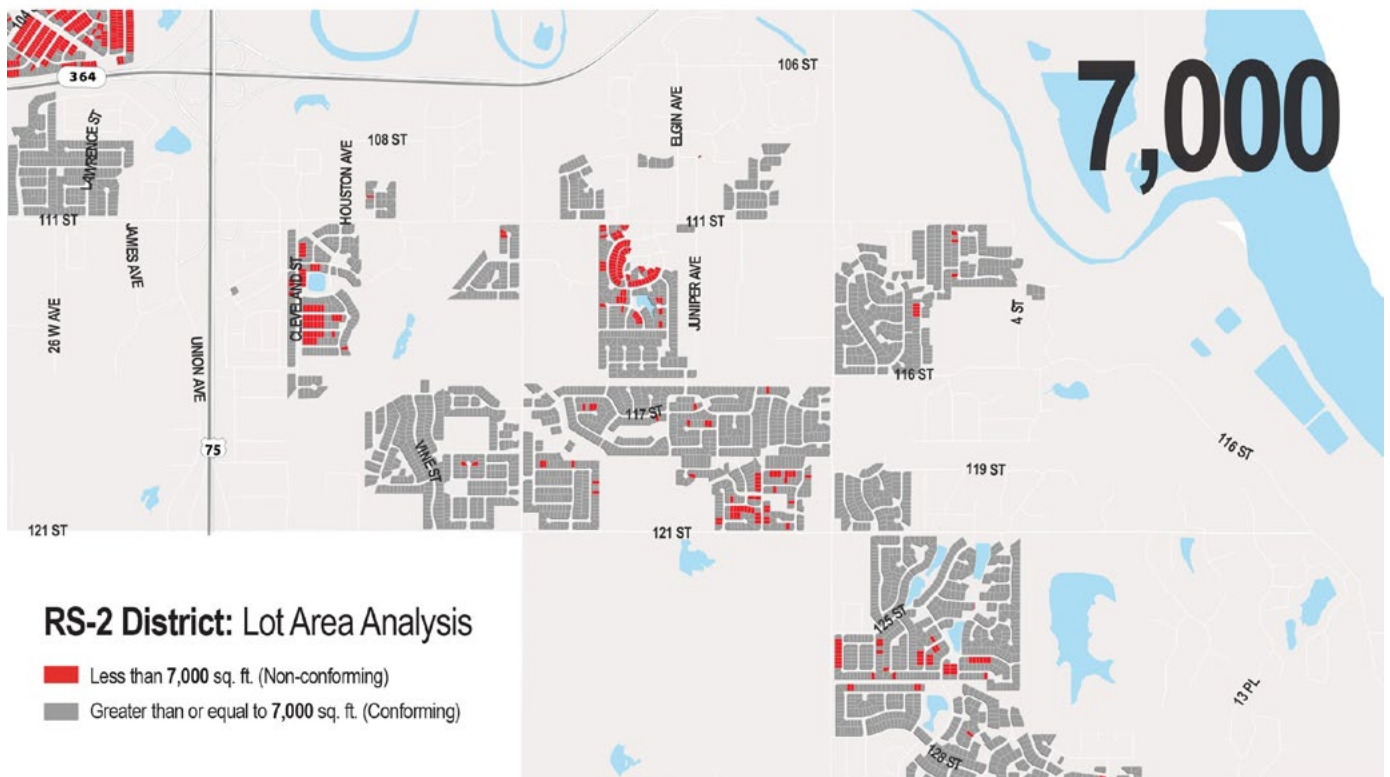 104
364
106 ST
7,000
LAWRENCE ST
ELGIN AVE
108 ST
HOUSTON AVE
111 ST
111 ST
JAMES AVE
CLEVELAND ST
JUNIPER AVE
4 ST
26 W AVE
UNION AVE
116 ST
117 ST
75
VINE ST
119 ST
116 ST
121 ST
121 ST
RS-2 District: Lot Area Analysis
125 ST
Less than 7,000 sq. ft. (Non-conforming)
Greater than or equal to 7,000 sq. ft. (Conforming)
13 PL
128 ST